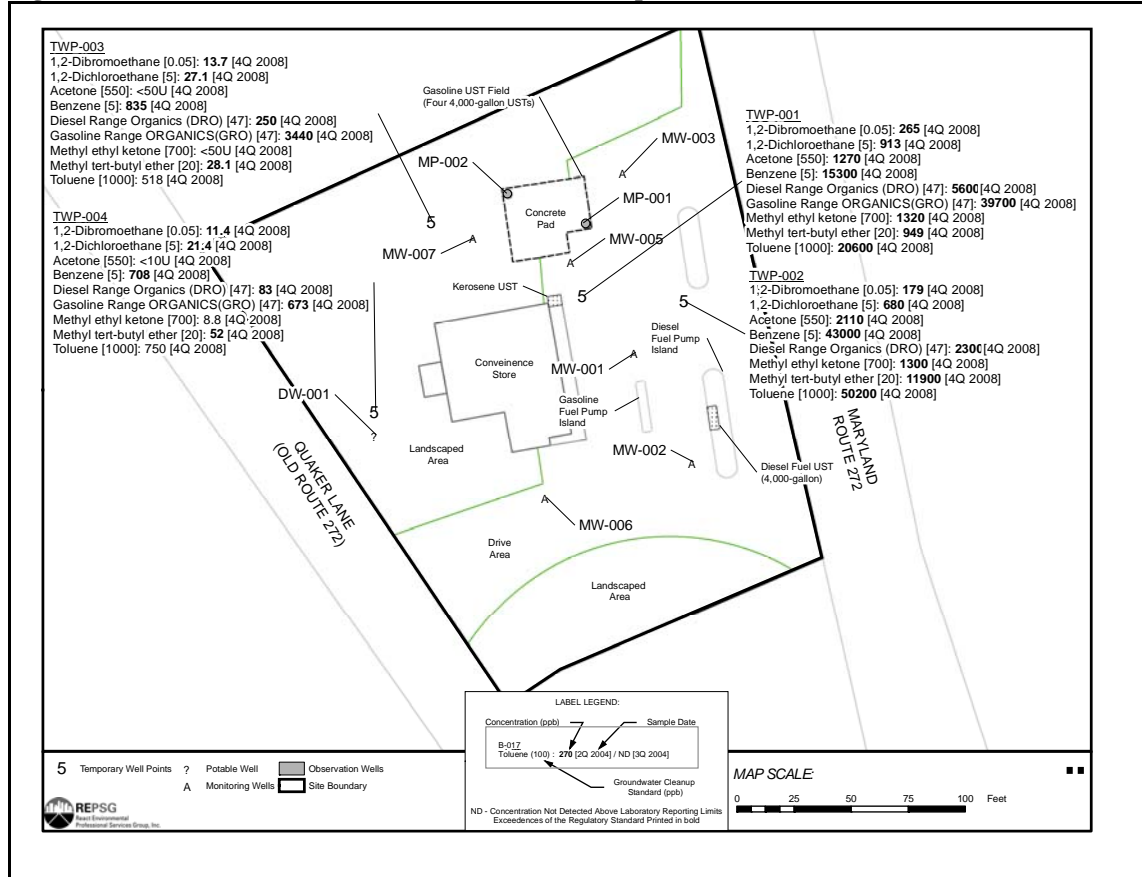 TWP-003
1,2-Dibromoethane [0.05]: 13.7 [4Q 2008]
1,2-Dichloroethane [5]: 27.1 [4Q 2008]
Acetone [550]: <50U [4Q 2008]
Benzene [5]: 835 [4Q 2008]
Diesel Range Organics (DRO) [47]: 250 [4Q 2008]
Gasoline Range ORGANICS(GRO) [47]: 3440 [4Q 2008]
Methyl ethyl ketone [700]: <50U [4Q 2008]
Methyl tert-butyl ether [20]: 28.1 [4Q 2008]
Toluene [1000]: 518 [4Q 2008]
TWP-004
1,2-Dibromoethane [0.05]: 11.4 [4Q 2008]
1,2-Dichloroethane [5]: 21.4 [4Q 2008]
Acetone [550]: <10U [4Q 2008]
Benzene [5]: 708 [4Q 2008]
Diesel Range Organics (DRO) [47]: 83 [4Q 2008]
Gasoline Range ORGANICS(GRO) [47]: 673 [4Q 2008]
Methyl ethyl ketone [700]: 8.8 [4Q 2008]
Methyl tert-butyl ether [20]: 52 [4Q 2008]
Toluene [1000]: 750 [4Q 2008]
Gasoline UST Field
(Four 4,000-gallon USTs)
MW-003
A
MP-002
MP-001
Concrete
Pad
5
MW-007
A
MW-005
A
TWP-001
1,2-Dibromoethane [0.05]: 265 [4Q 2008]
1,2-Dichloroethane [5]: 913 [4Q 2008]
Acetone [550]: 1270 [4Q 2008]
Benzene [5]: 15300 [4Q 2008]
Diesel Range Organics (DRO) [47]: 5600[4Q 2008]
Gasoline Range ORGANICS(GRO) [47]: 39700 [4Q 2008]
Methyl ethyl ketone [700]: 1320 [4Q 2008]
Methyl tert-butyl ether [20]: 949 [4Q 2008]
Toluene [1000]: 20600 [4Q 2008]
TWP-002
1,2-Dibromoethane [0.05]: 179 [4Q 2008]
1,2-Dichloroethane [5]: 680 [4Q 2008]
Acetone [550]: 2110 [4Q 2008]
Benzene [5]: 43000 [4Q 2008]
Diesel Range Organics (DRO) [47]: 2300[4Q 2008]
Methyl ethyl ketone [700]: 1300 [4Q 2008]
Methyl tert-butyl ether [20]: 11900 [4Q 2008]
Toluene [1000]: 50200 [4Q 2008]
Kerosene UST
5
5
Diesel
Fuel Pump
Island
Conveinence
Store
MW-001
A
Gasoline
Fuel Pump
Island
DW-001
5
?
Landscaped
Area
MW-002
A
Diesel Fuel UST
(4,000-gallon)
MARYLAND
ROUTE 272
QUAKER LANE
(OLD ROUTE 272)
A
MW-006
Drive
Area
Landscaped
Area
LABEL LEGEND:
Concentration (ppb)
Sample Date
B-017
Toluene (100) : 270 [2Q 2004] / ND [3Q 2004]
Groundwater Cleanup
Standard (ppb)
ND - Concentration Not Detected Above Laboratory Reporting Limits
Exceedences of the Regulatory Standard Printed in bold
5 Temporary Well Points
? Potable Well
Observation Wells
A Monitoring Wells
Site Boundary
REPSG
React Environmental
Professional Services Group, Inc.
MAP SCALE:
0 25 50 75 100 Feet